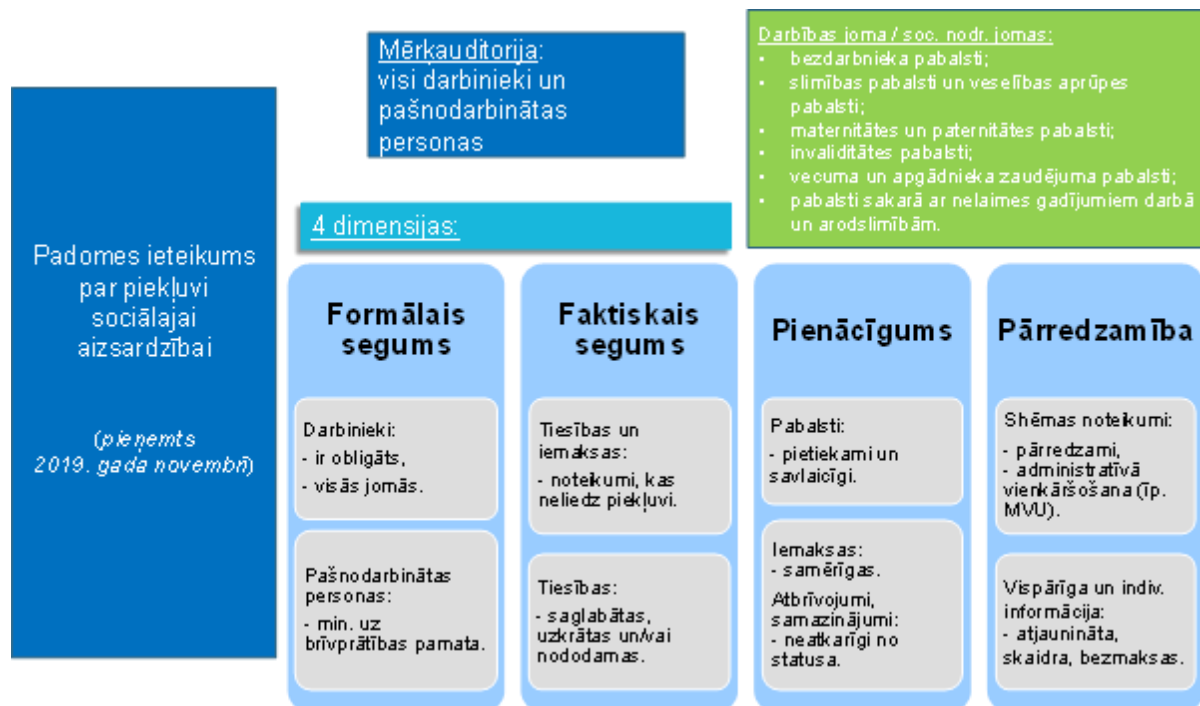 Padomes ieteikums
par piekļuvi
sociālajai
aizsardzībai
(pieņemts
2019. gada novembrī)
Mērķauditorija:
visi darbinieki un
pašnodarbinātas
personas
Darbības joma / soc. nodr. jomas:
• bezdarbnieka pabalsti;
• slimības pabalsti un veselības aprūpes
pabalsti;
• maternitātes un paternitātes pabalsti;
• invaliditātes pabalsti;
• vecuma un apgādnieka zaudējuma pabalsti;
• pabalsti sakarā ar nelaimes gadījumiem darbā
un arodslimībām.
4 dimensijas:
Formālais
segums
Darbinieki:
- ir obligāts,
- visās jomās.
Pašnodarbinātas
personas:
- min. uz
brīvprātības pamata.
Faktiskais
segums
Tiesības un
iemaksas:
- noteikumi, kas
neliedz piekļuvi.
Tiesības:
- saglabātas,
uzkrātas un/vai
nododamas.
Pienācīgums
Pabalsti:
- pietiekami un
savlaicīgi.
Iemaksas:
- samērīgas.
Atbrīvojumi,
samazinājumi:
- neatkarīgi no
statusa.
Pārredzamība
Shēmas noteikumi:
- pārredzami,
- administratīvā
vienkāršošana (īp.
MVU).
Vispārīga un indiv.
informācija:
- atjaunināta,
skaidra, bezmaksas.